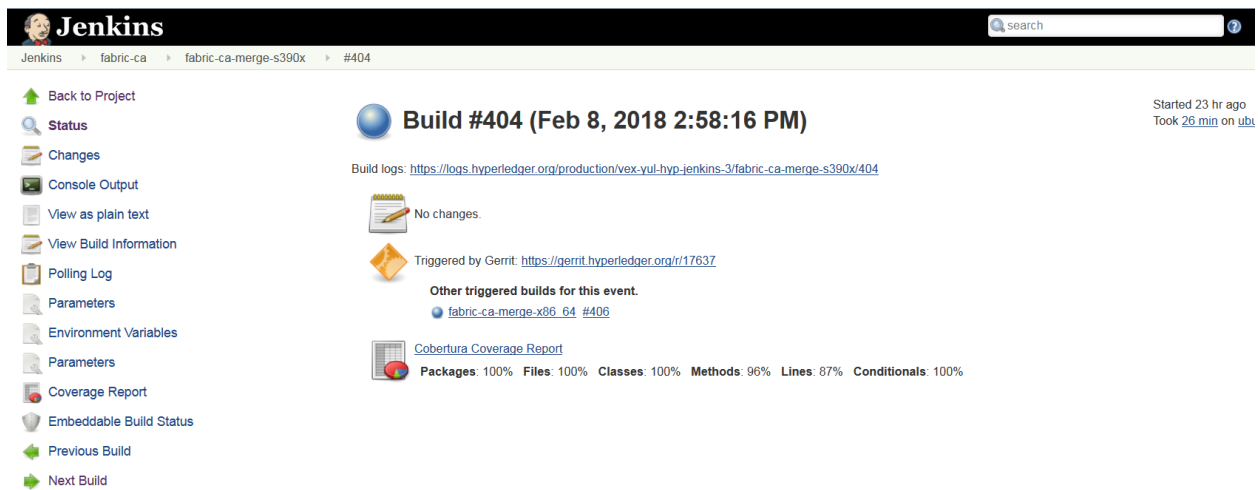 Jenkins
search
Jenkins fabric-ca fabric-ca-merge-s390x #404
Back to Project
Status
Changes
Console Output
View as plain text
View Build Information
Polling Log
Parameters
Environment Variables
Parameters
Coverage Report
Embeddable Build Status
Previous Build
Next Build
Build #404 (Feb 8, 2018 2:58:16 PM)
Started 23 hr ago
Took 26 min on ubu
Build logs: https://logs.hyperledger.org/production/vex-yul-hyp-jenkins-3/fabric-ca-merge-s390x/404
No changes.
Triggered by Gerrit: https://gerrit.hyperledger.org/r/17637
Other triggered builds for this event.
fabric-ca-merge-x86_64 #406
Cobertura Coverage Report
Packages: 100% Files: 100% Classes: 100% Methods: 96% Lines: 87% Conditionals: 100%